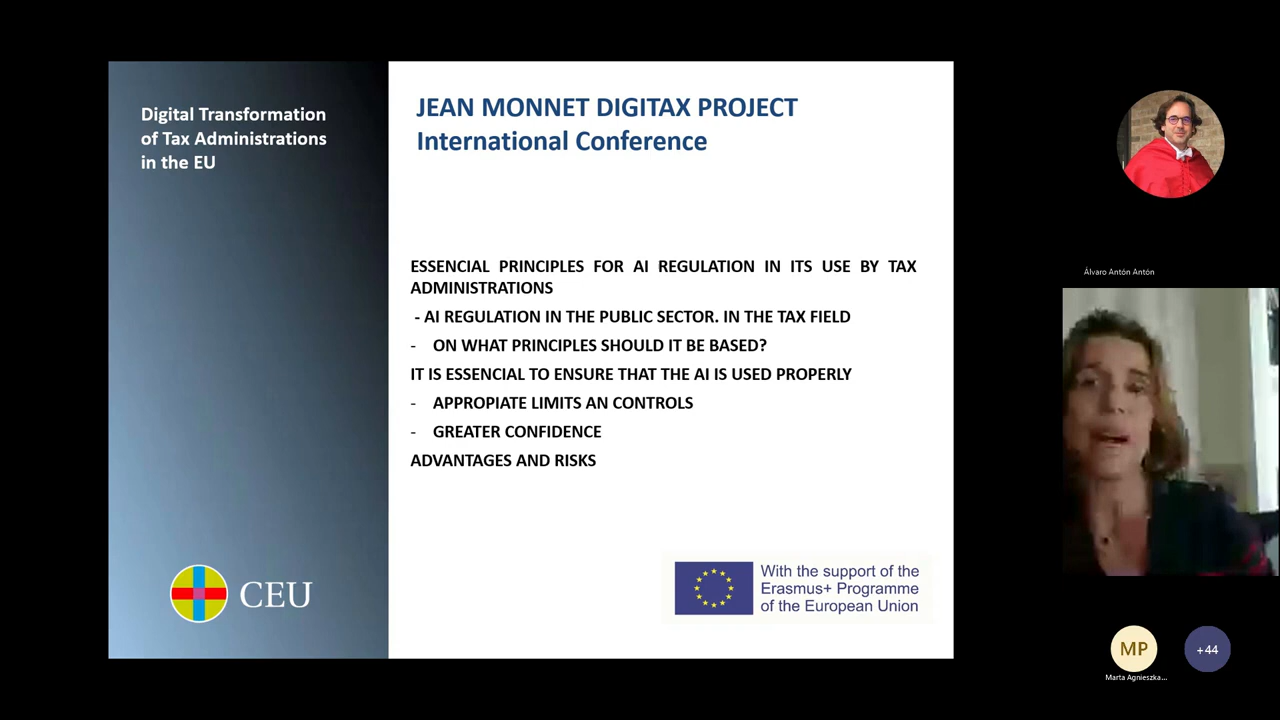 Digital Transformation
of Tax Administrations
in the EU
JEAN MONNET DIGITAX PROJECT
International Conference
ESSENCIAL PRINCIPLES FOR AI REGULATION IN ITS USE BY TAX
ADMINISTRATIONS
- AI REGULATION IN THE PUBLIC SECTOR. IN THE TAX FIELD
- ON WHAT PRINCIPLES SHOULD IT BE BASED?
IT IS ESSENCIAL TO ENSURE THAT THE AI IS USED PROPERLY
- APPROPIATE LIMITS AN CONTROLS
- GREATER CONFIDENCE
ADVANTAGES AND RISKS
CEU
With the support of the
Erasmus+ Programme
of the European Union
Álvaro Antón Antón
MP
Marta Agnieszka...
+44